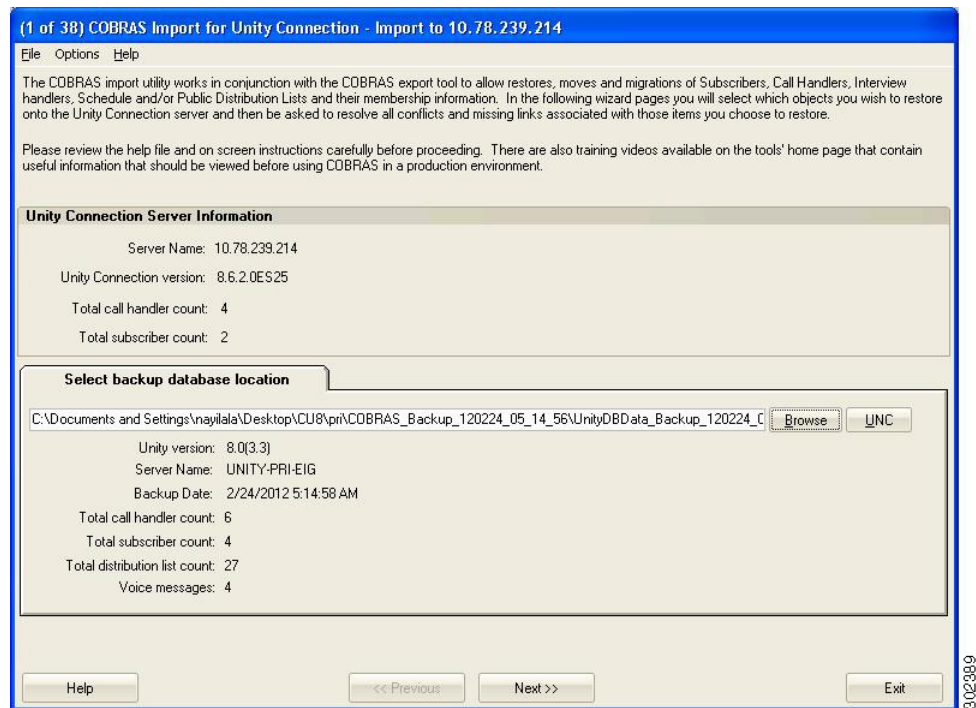 (1 of 38) COBRAS Import for Unity Connection - Import to 10.78.239.214
File Options Help
The COBRAS import utility works in conjunction with the COBRAS export tool to allow restores, moves and migrations of Subscribers, Call Handlers, Interview
handlers, Schedule and/or Public Distribution Lists and their membership information. In the following wizard pages you will select which objects you wish to restore
onto the Unity Connection server and then be asked to resolve all conflicts and missing links associated with those items you choose to restore.
Please review the help file and on screen instructions carefully before proceeding. There are also training videos available on the tools' home page that contain
useful information that should be viewed before using COBRAS in a production environment.
Unity Connection Server Information
Server Name: 10.78.239.214
Unity Connection version: 8.6.2.0ES25
Total call handler count: 4
Total subscriber count: 2
Select backup database location
C:\Documents and Settings\nayilala\Desktop\CU8\pri\COBRAS_Backup_120224_05_14_56\UnityDBData_Backup_120224_0 Browse UNC
Unity version: 8.0(3.3)
Server Name: UNITY-PRI-EIG
Backup Date: 2/24/2012 5:14:58 AM
Total call handler count: 6
Total subscriber count: 4
Total distribution list count: 27
Voice messages: 4
Help << Previous Next >> Exit
302389